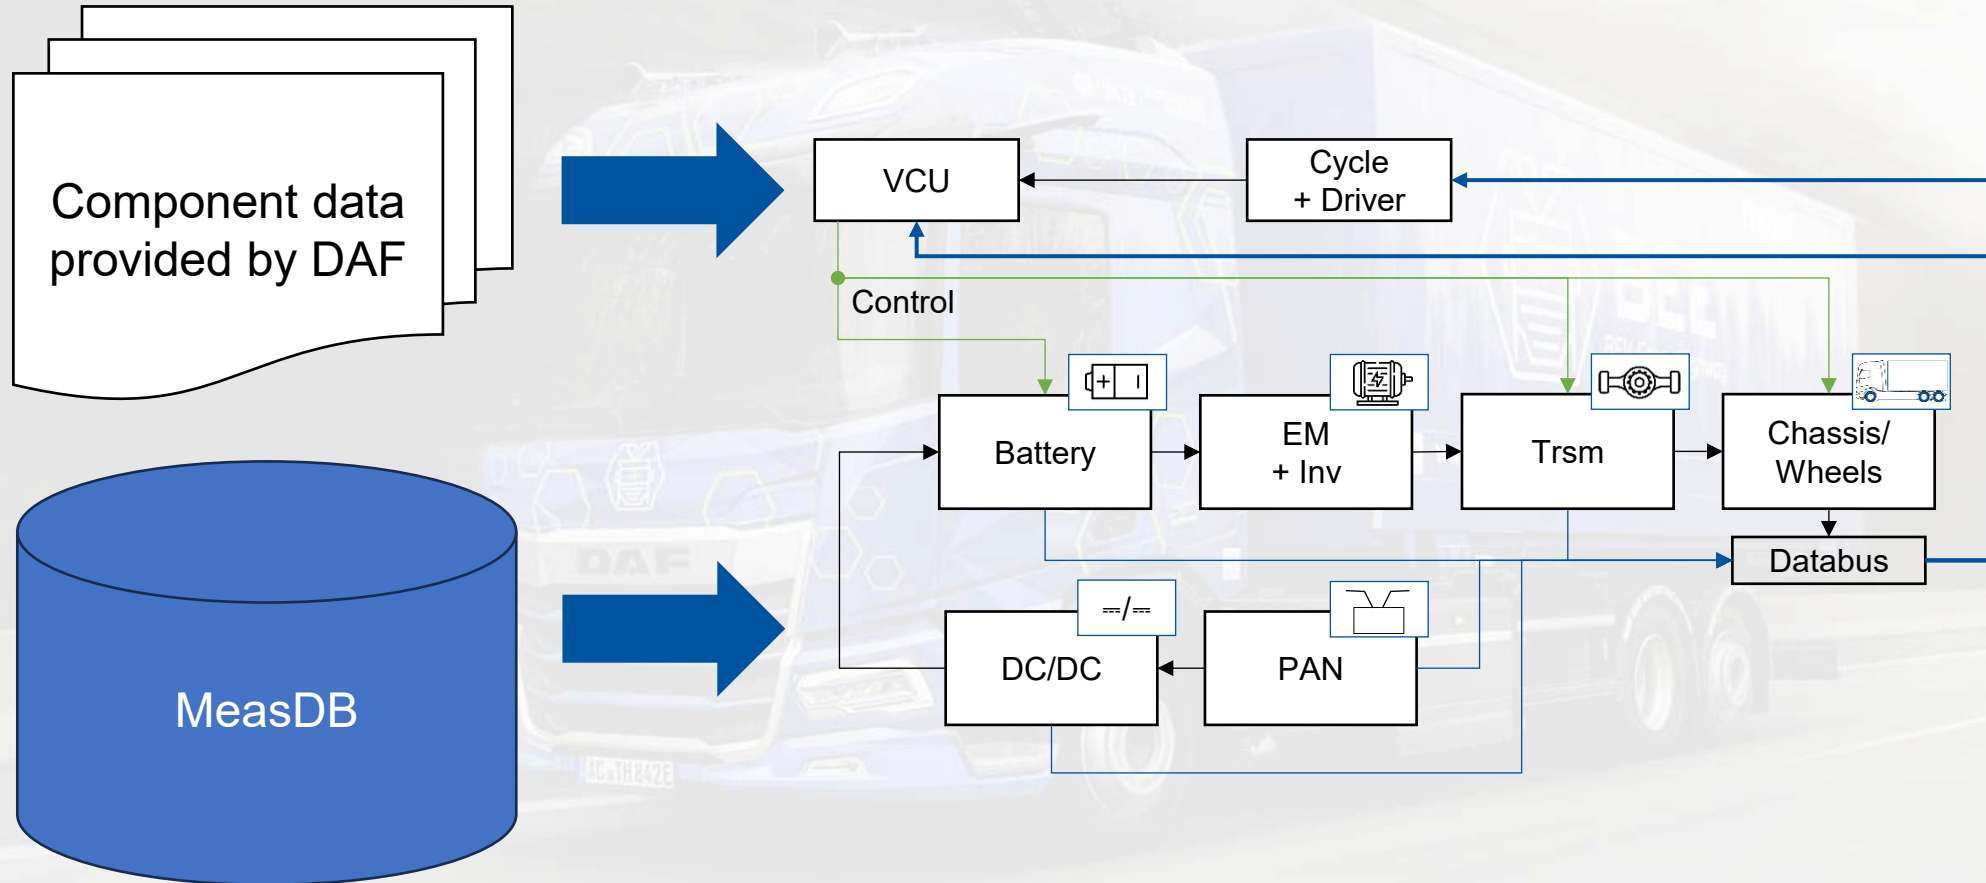 Component data
provided by DAF
MeasDB
VCU
Cycle
+ Driver
Control
Battery
EM
+ Inv
Trsm
Chassis/
Wheels
Databus
DC/DC
PAN
DAF